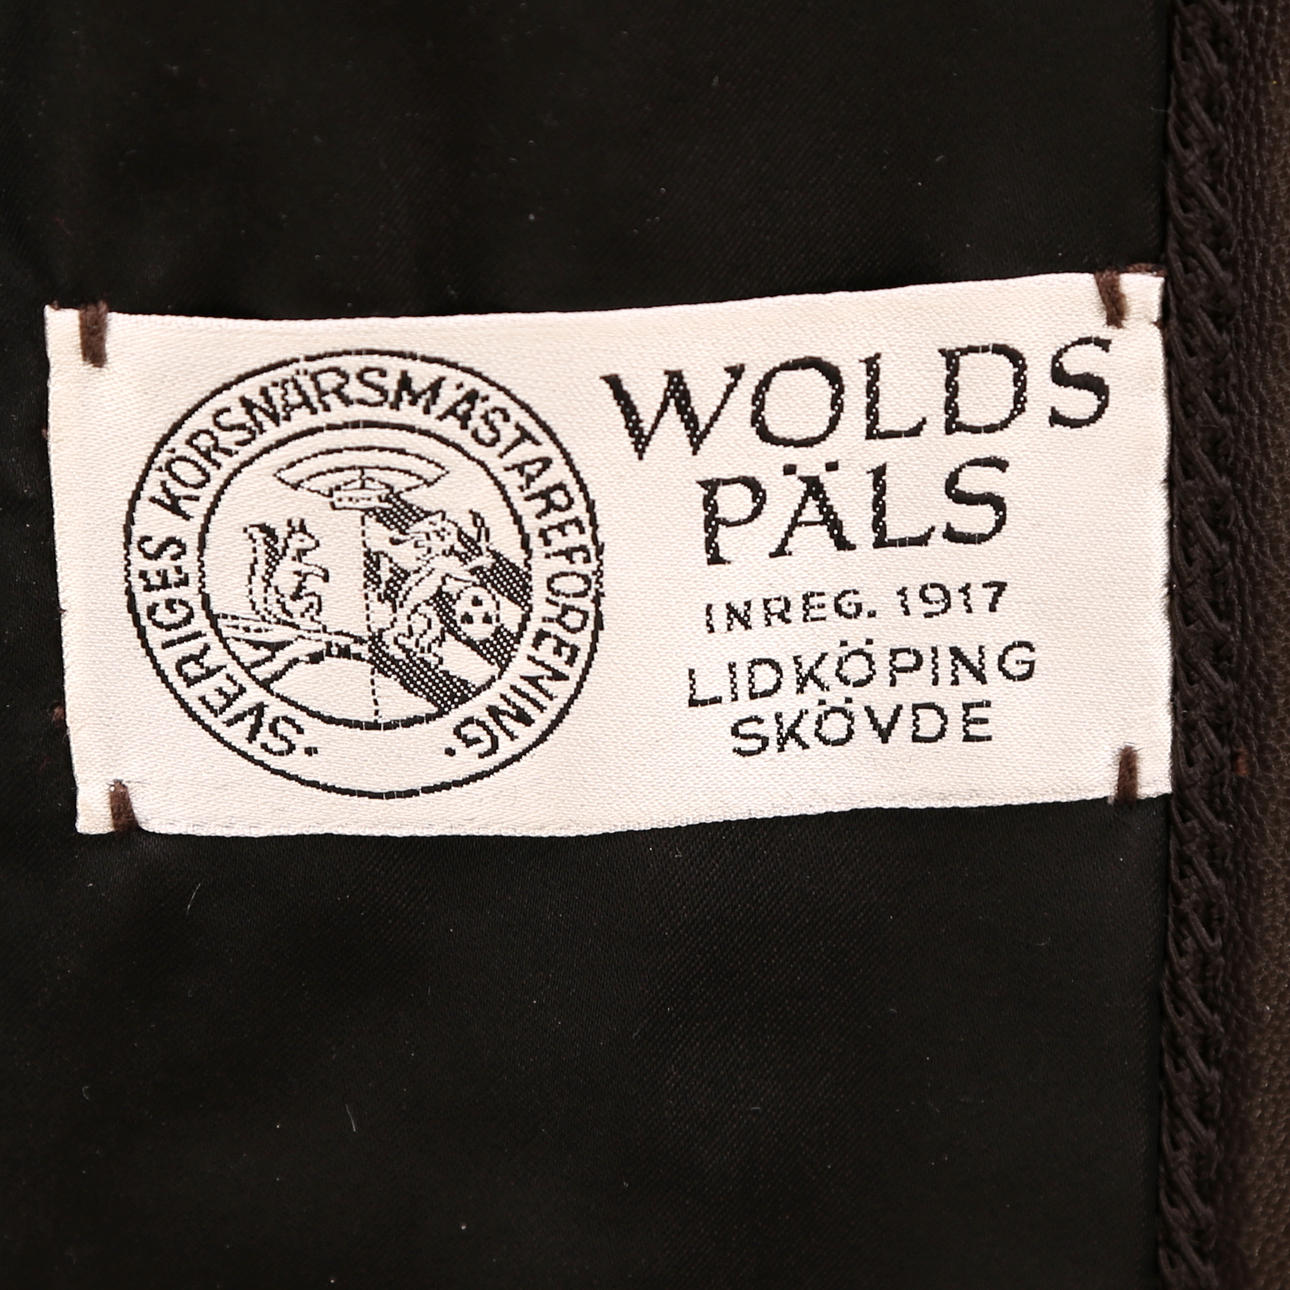 · SVERIGES KÖRSNÄRSMÄSTAREFÖRENING ·
WOLDS
PÄLS
INREG. 1917
LIDKÖPING
SKÖVDE